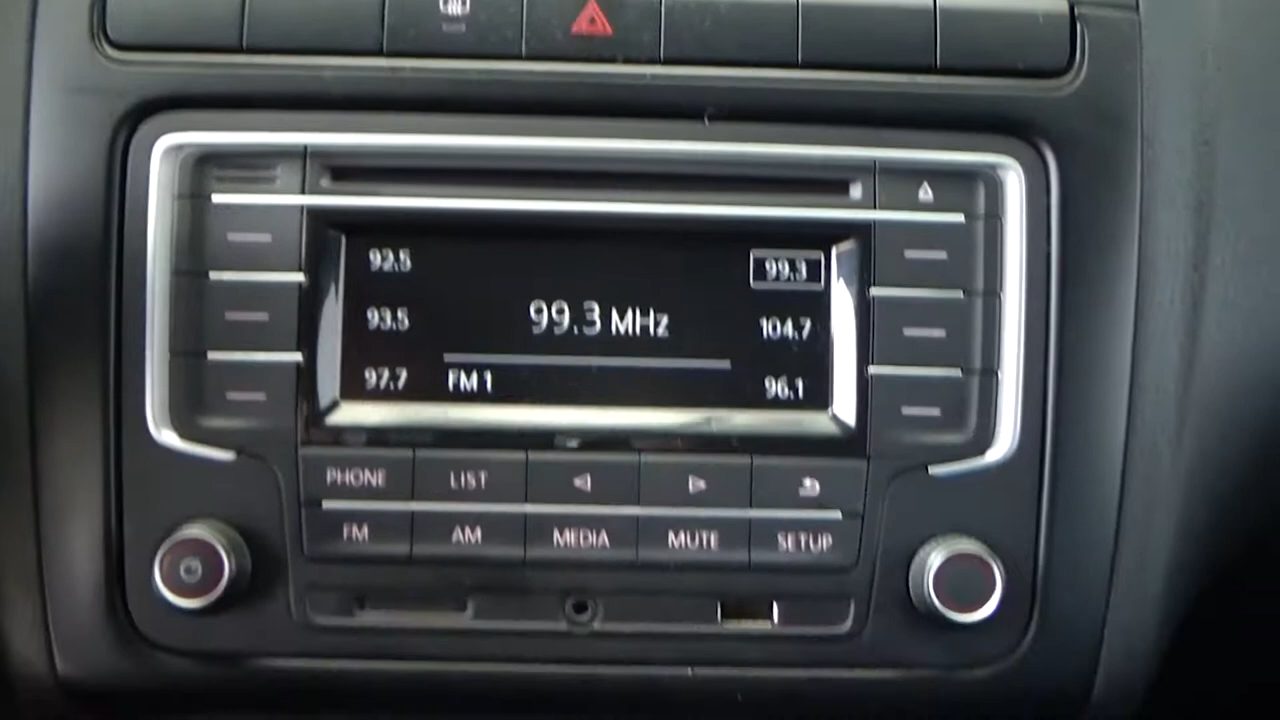 92.5 99.3
99.3 MHz
93.5 104.7
97.7 FM 1 96.1
PHONE LIST
FM AM MEDIA MUTE SETUP